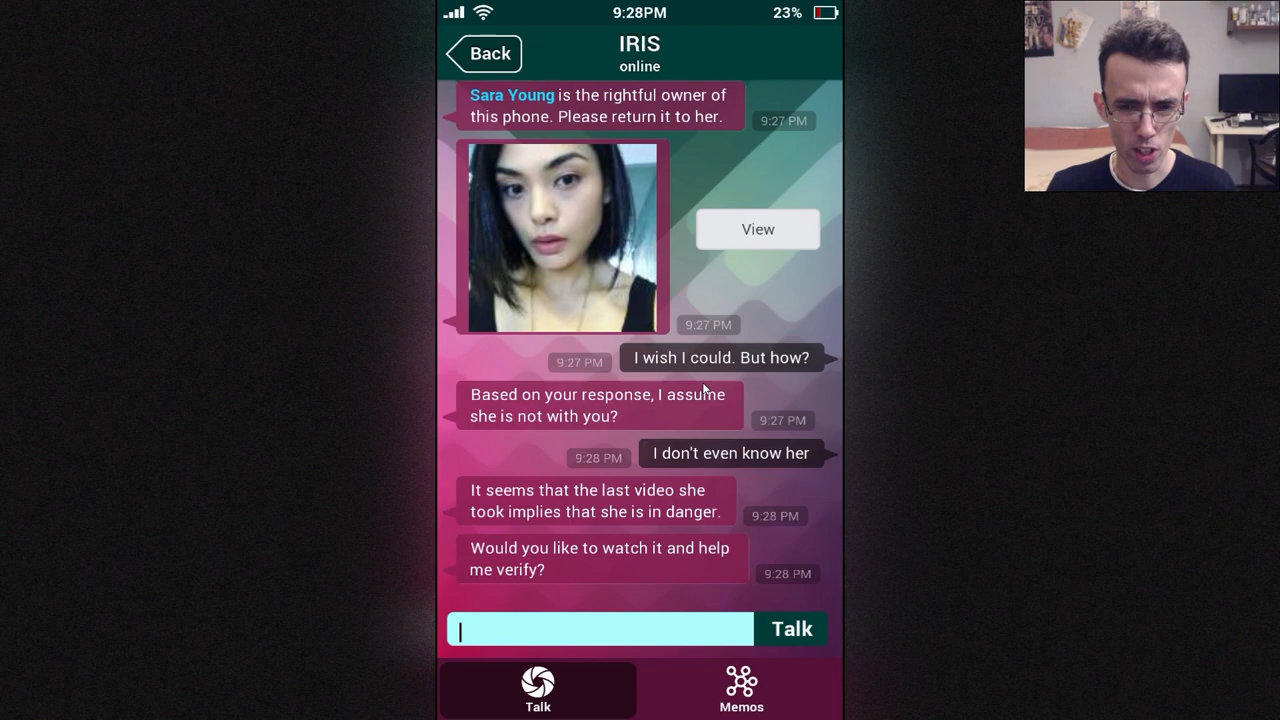 9:28PM
23%
Back
IRIS
online
Sara Young is the rightful owner of
this phone. Please return it to her.
9:27 PM
View
9:27 PM
I wish I could. But how?
9:27 PM
Based on your response, I assume
she is not with you?
9:27 PM
I don't even know her
9:28 PM
It seems that the last video she
took implies that she is in danger.
9:28 PM
Would you like to watch it and help
me verify?
9:28 PM
Talk
Talk
Memos